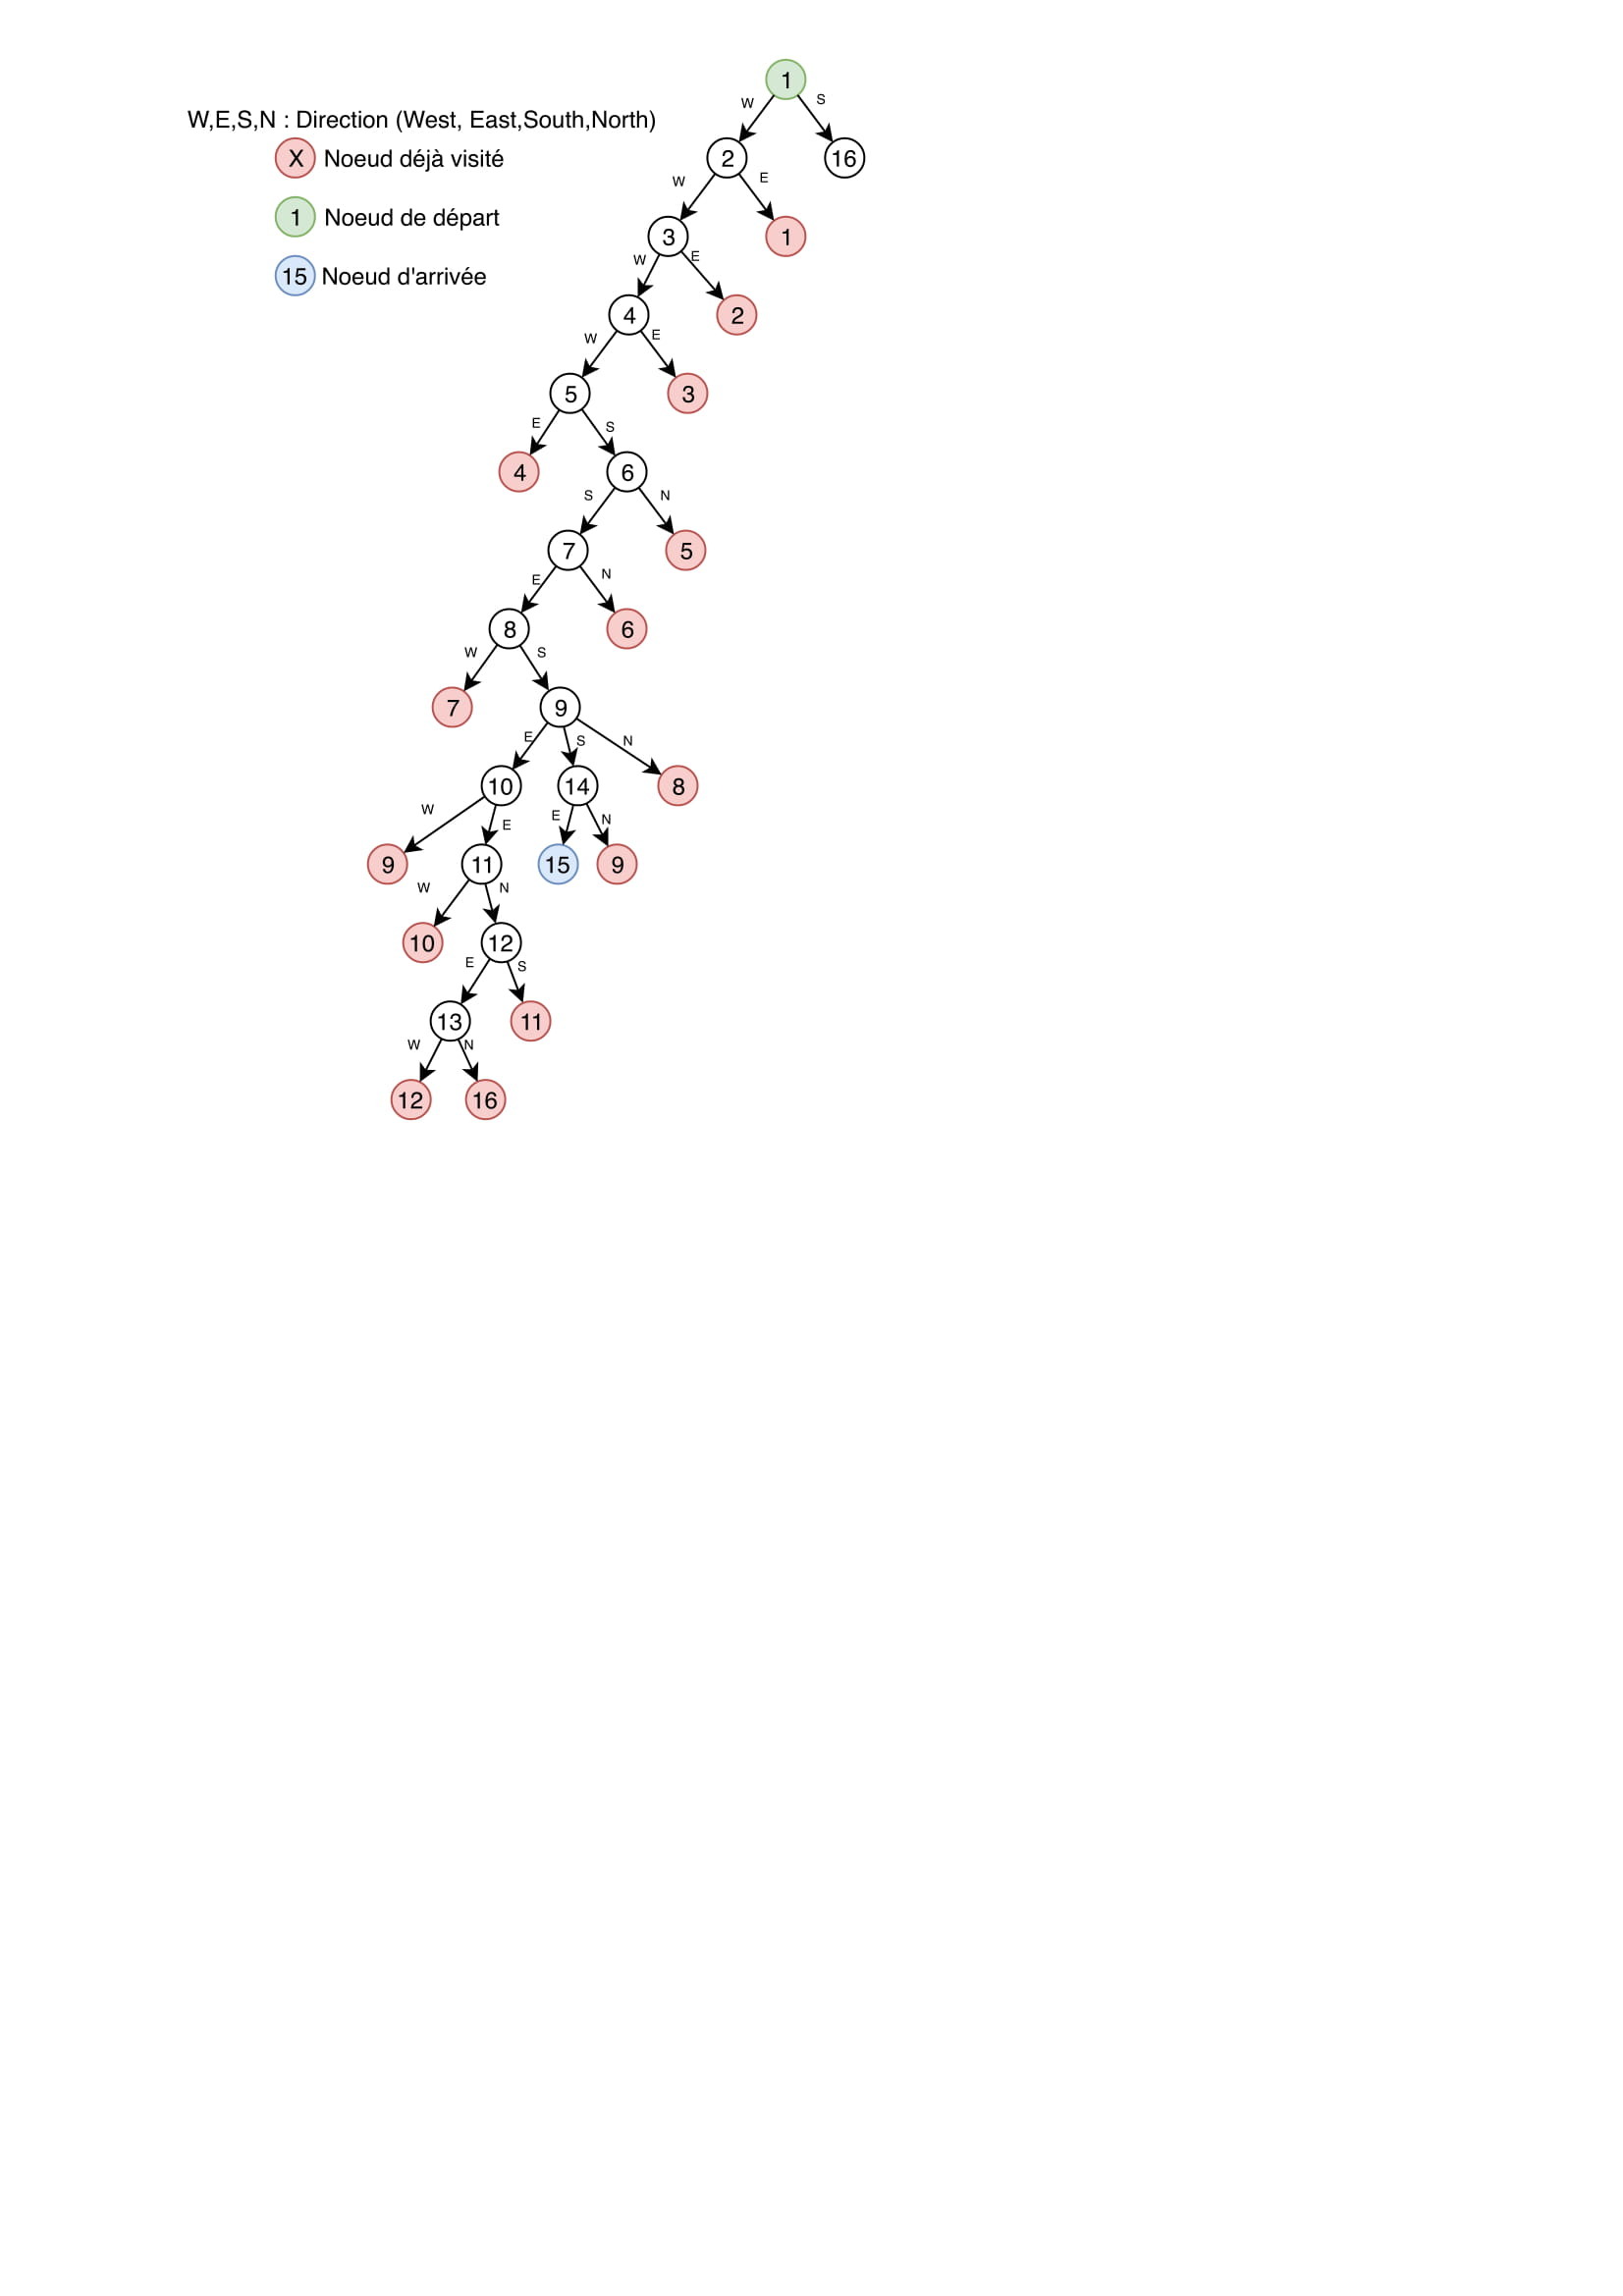 1
W S
W,E,S,N : Direction (West, East,South,North)
X Noeud déjà visité
2 16
W E
1 Noeud de départ
3 1
W E
15 Noeud d'arrivée
4 2
W E
5 3
E S
4 6
S N
7 5
E N
8 6
W S
7 9
E S N
10 14 8
W E E N
9 11 15 9
W N
10 12
E S
13 11
W N
12 16